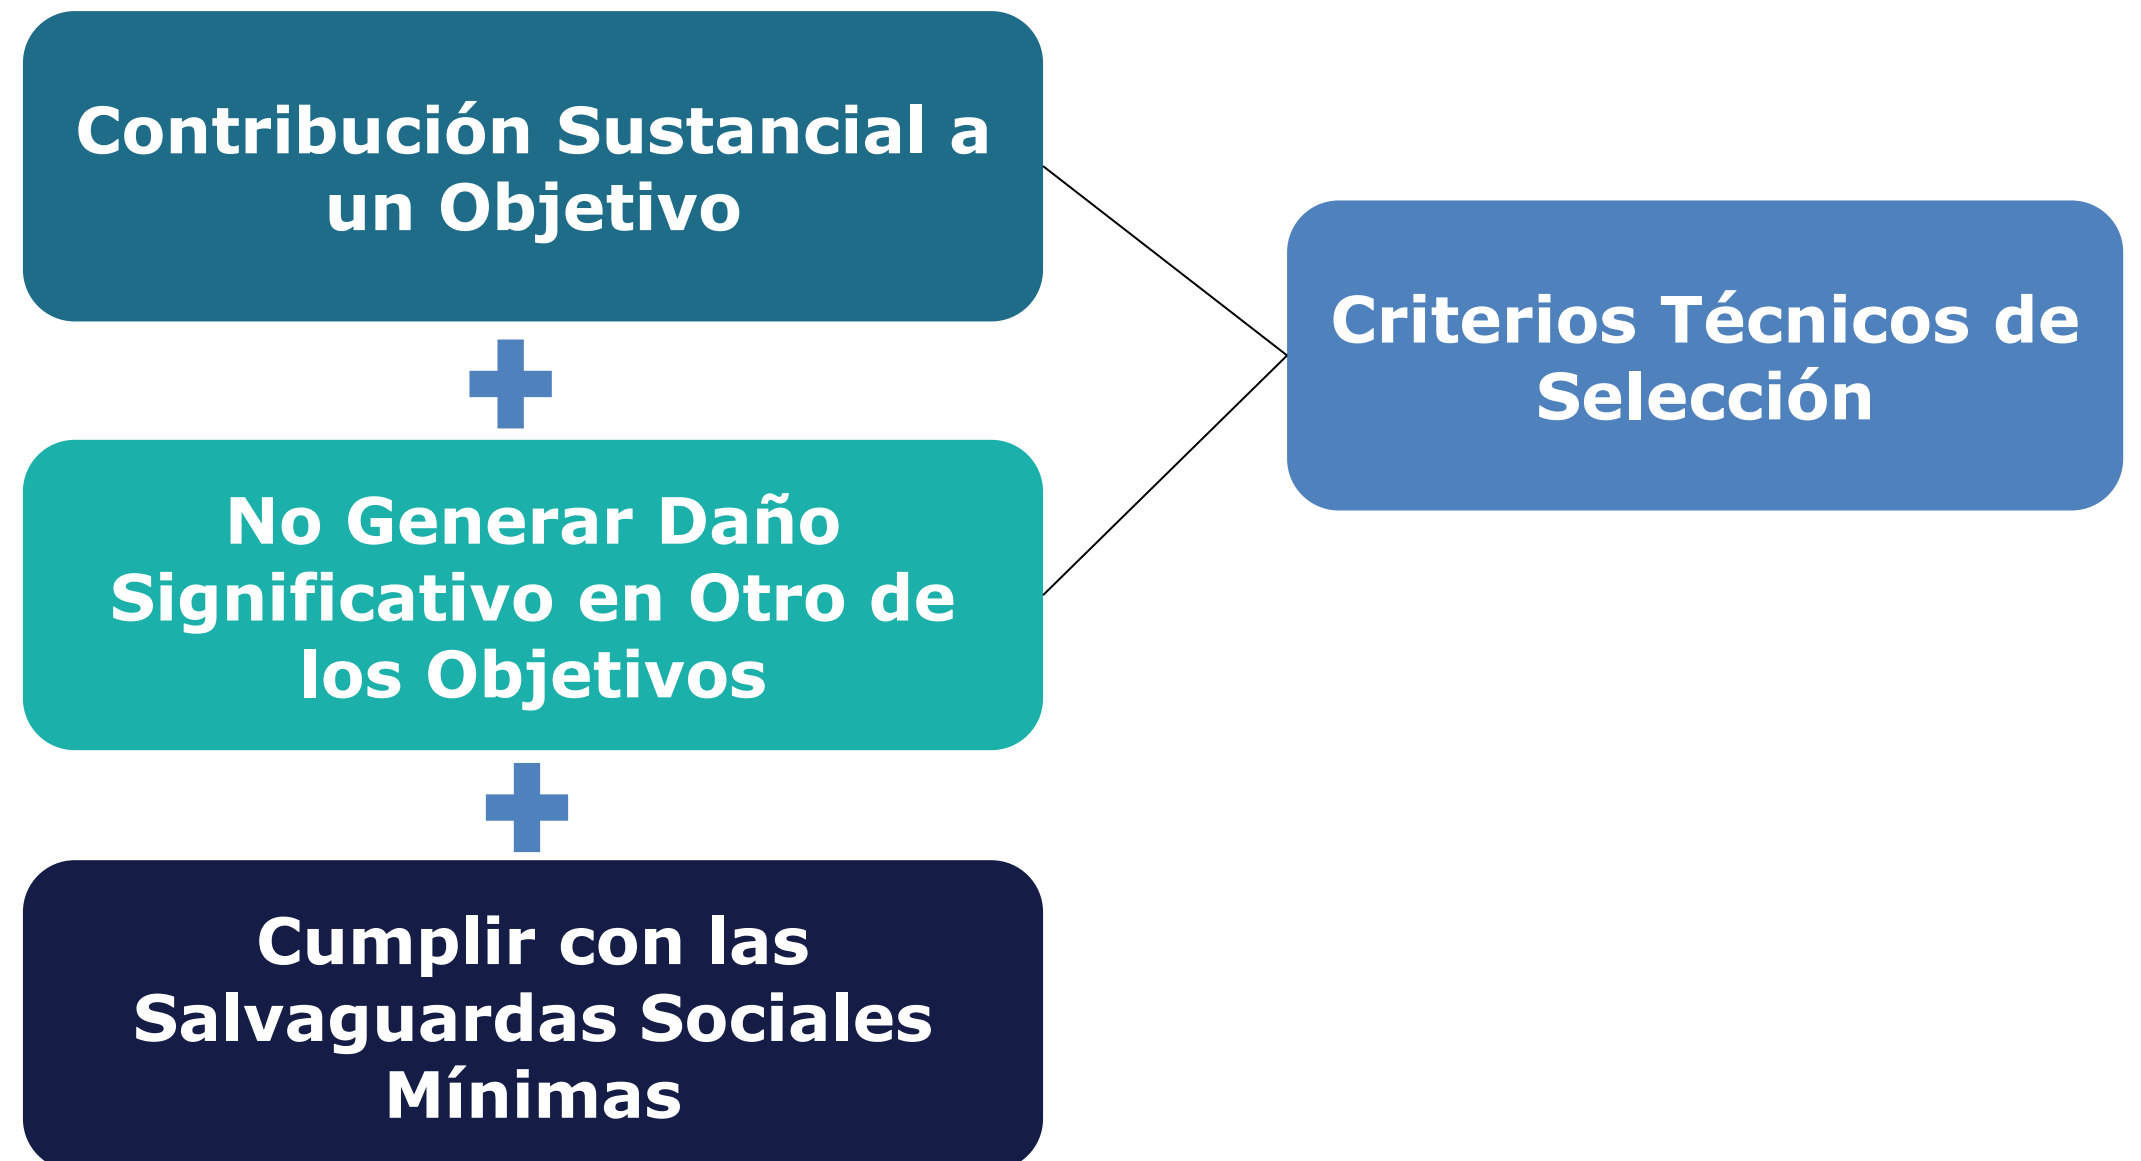 Contribución Sustancial a
un Objetivo
No Generar Daño
Significativo en Otro de
los Objetivos
Cumplir con las
Salvaguardas Sociales
Mínimas
Criterios Técnicos de
Selección